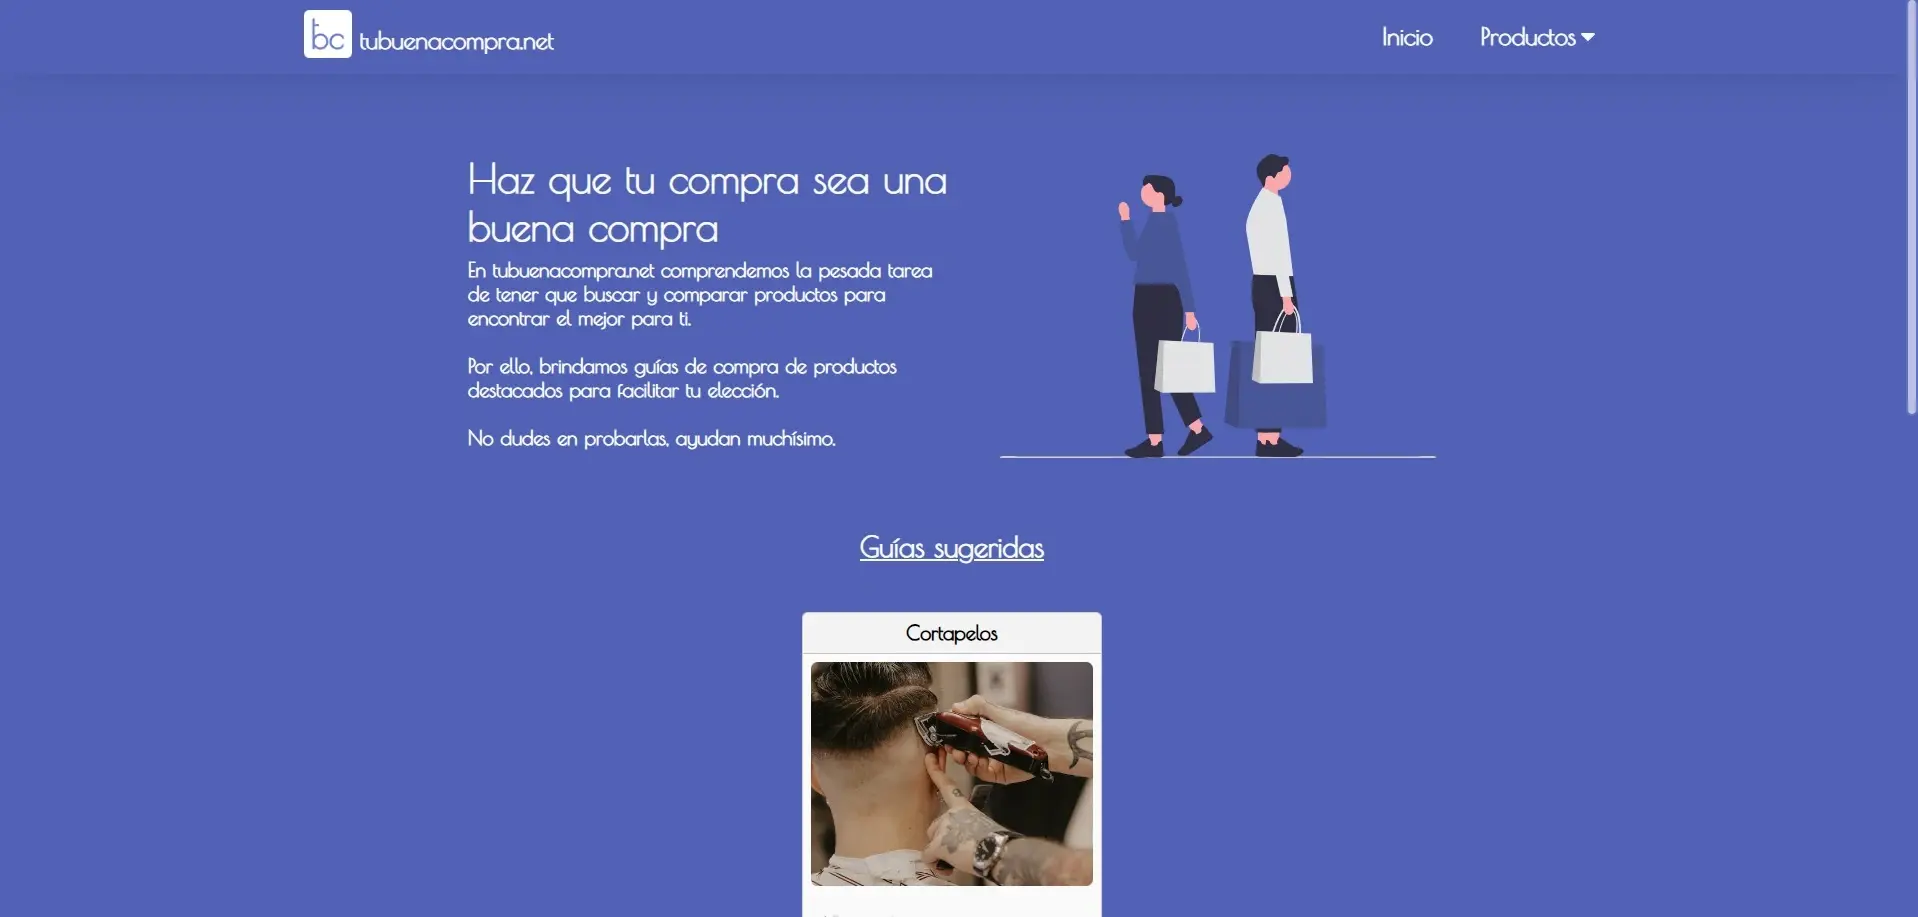 bc tubuenacompra.net
Inicio
Productos
Haz que tu compra sea una
buena compra
En tubuenacompra.net comprendemos la pesada tarea
de tener que buscar y comparar productos para
encontrar el mejor para ti.
Por ello, brindamos guías de compra de productos
destacados para facilitar tu elección.
No dudes en probarlas, ayudan muchísimo.
Guías sugeridas
Cortapelos